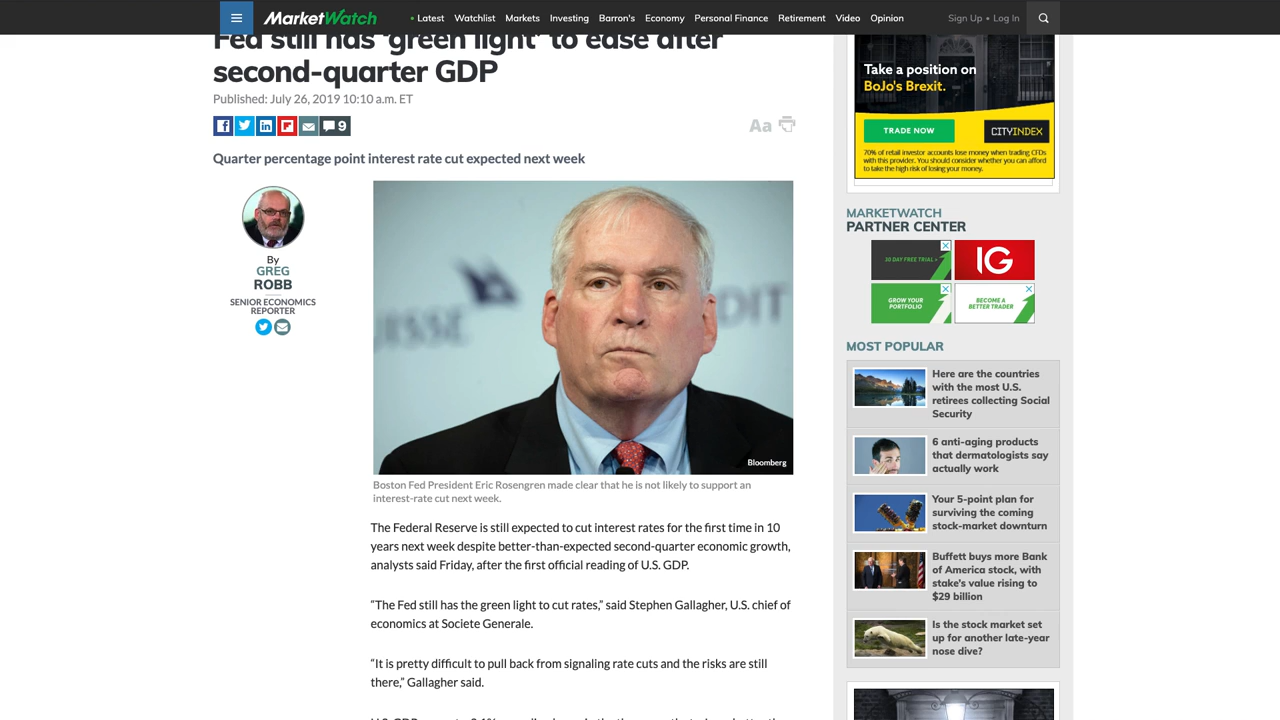 MarketWatch
• Latest Watchlist Markets Investing Barron's Economy Personal Finance Retirement Video Opinion
Sign Up • Log In
Fed still has 'green light' to ease after
second-quarter GDP
Published: July 26, 2019 10:10 a.m. ET
9
Aa
Quarter percentage point interest rate cut expected next week
By
GREG
ROBB
SENIOR ECONOMICS
REPORTER
Bloomberg
Boston Fed President Eric Rosengren made clear that he is not likely to support an
interest-rate cut next week.
The Federal Reserve is still expected to cut interest rates for the first time in 10
years next week despite better-than-expected second-quarter economic growth,
analysts said Friday, after the first official reading of U.S. GDP.
“The Fed still has the green light to cut rates,” said Stephen Gallagher, U.S. chief of
economics at Societe Generale.
“It is pretty difficult to pull back from signaling rate cuts and the risks are still
there,” Gallagher said.
Take a position on
BoJo's Brexit.
TRADE NOW
CITYINDEX
70% of retail investor accounts lose money when trading CFDs
with this provider. You should consider whether you can afford
to take the high risk of losing your money.
MARKETWATCH
PARTNER CENTER
30 DAY FREE TRIAL >
IG
GROW YOUR
PORTFOLIO
BECOME A
BETTER TRADER
MOST POPULAR
Here are the countries
with the most U.S.
retirees collecting Social
Security
6 anti-aging products
that dermatologists say
actually work
Your 5-point plan for
surviving the coming
stock-market downturn
Buffett buys more Bank
of America stock, with
stake's value rising to
$29 billion
Is the stock market set
up for another late-year
nose dive?